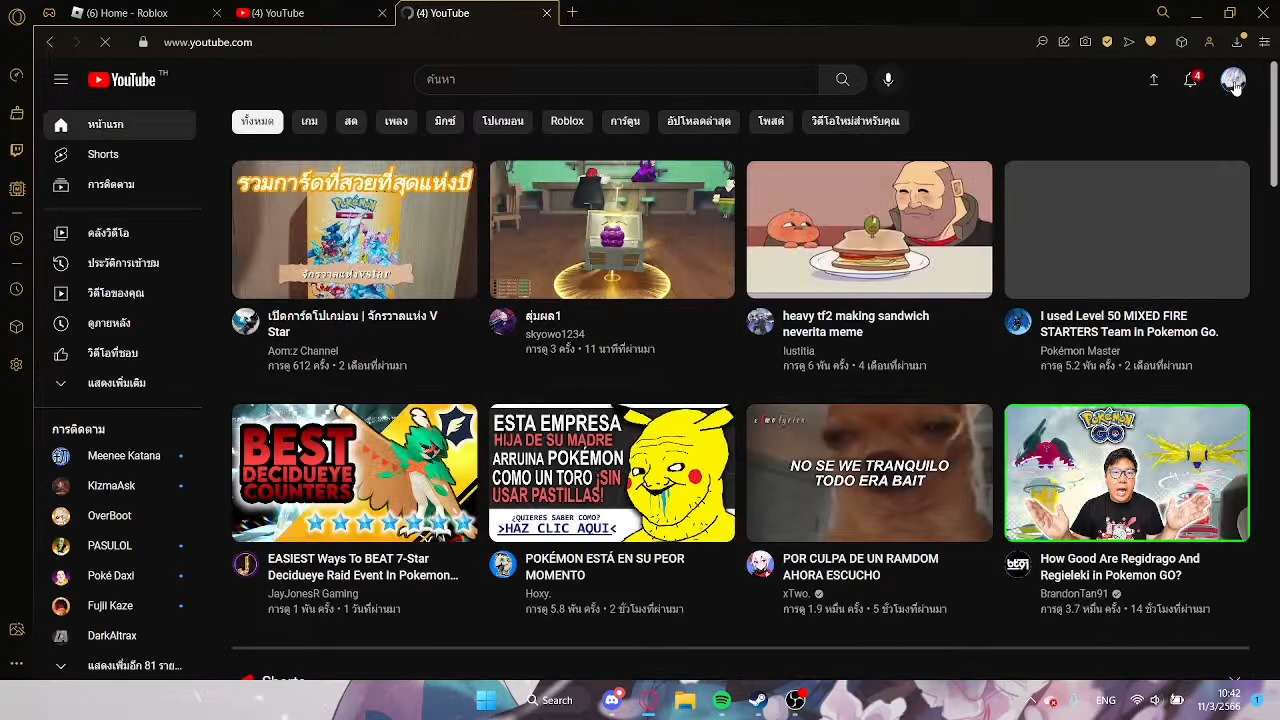 (6) Home - Roblox
(4) YouTube
(4) YouTube
www.youtube.com
YouTube TH
ค้นหา
4
หน้าแรก
Shorts
การติดตาม
คลังวิดีโอ
ประวัติการเข้าชม
วิดีโอของคุณ
ดูภายหลัง
วิดีโอที่ชอบ
แสดงเพิ่มเติม
การติดตาม
Meenee Katana
KizmaAsk
OverBoot
PASULOL
Poké Daxi
Fujii Kaze
DarkAltrax
แสดงเพิ่มอีก 81 ราย...
ทั้งหมด
เกม
สด
เพลง
มิกซ์
โปเกมอน
Roblox
การ์ตูน
อัปโหลดล่าสุด
โพสต์
วิดีโอใหม่สำหรับคุณ
รวมการ์ดที่สวยที่สุดแห่งปี
Pokémon
จักรวาลแห่งVSTAR
เปิดการ์ดโปเกม่อน | จักรวาลแห่ง V
Star
Aom:z Channel
การดู 612 ครั้ง • 2 เดือนที่ผ่านมา
สุ่มผล1
skyowo1234
การดู 3 ครั้ง • 11 นาทีที่ผ่านมา
heavy tf2 making sandwich
neverita meme
Iustitia
การดู 6 พัน ครั้ง • 4 เดือนที่ผ่านมา
I used Level 50 MIXED FIRE
STARTERS Team In Pokemon Go.
Pokémon Master
การดู 5.2 พัน ครั้ง • 2 เดือนที่ผ่านมา
BEST
DECIDUEYE
COUNTERS
EASIEST Ways To BEAT 7-Star
Decidueye Raid Event In Pokemon...
JayJonesR Gaming
การดู 1 พัน ครั้ง • 1 วันที่ผ่านมา
ESTA EMPRESA
HIJA DE SU MADRE
ARRUINA POKÉMON
COMO UN TORO ¡SIN
USAR PASTILLAS!
¿QUIERES SABER COMO?
>HAZ CLIC AQUI<
POKÉMON ESTÁ EN SU PEOR
MOMENTO
Hoxy.
การดู 5.8 พัน ครั้ง • 2 ชั่วโมงที่ผ่านมา
NO SE WE TRANQUILO
TODO ERA BAIT
POR CULPA DE UN RAMDOM
AHORA ESCUCHO
xTwo.
การดู 1.9 หมื่น ครั้ง • 5 ชั่วโมงที่ผ่านมา
POKÉMON
GO
How Good Are Regidrago And
Regieleki in Pokemon GO?
BrandonTan91
การดู 3.7 หมื่น ครั้ง • 14 ชั่วโมงที่ผ่านมา
Search
ENG
10:42
11/3/2566
1